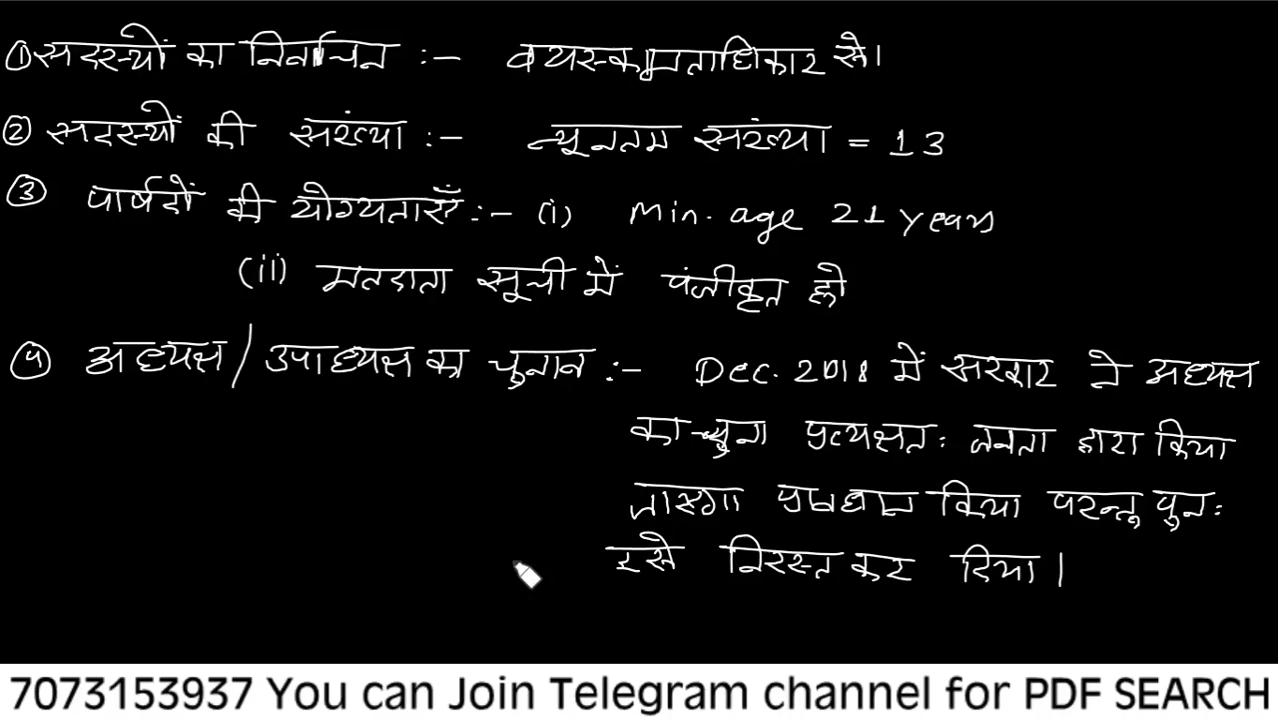 ① सदस्यों का निर्वाचन :- वयस्क मताधिकार से।
② सदस्यों की संख्या :- न्यूनतम संख्या = 13
③ पार्षदों की योग्यताएँ :- (i) Min. age 21 years
(ii) मतदाता सूची में पंजीकृत हो
④ अध्यक्ष/उपाध्यक्ष का चुनाव :- Dec. 2018 में सरकार ने अध्यक्ष
का चुना प्रत्यक्षतः जनता द्वारा किया
जाएगा प्रावधान किया परन्तु पुनः
इसे निरस्त कर दिया।
7073153937 You can Join Telegram channel for PDF SEARCH